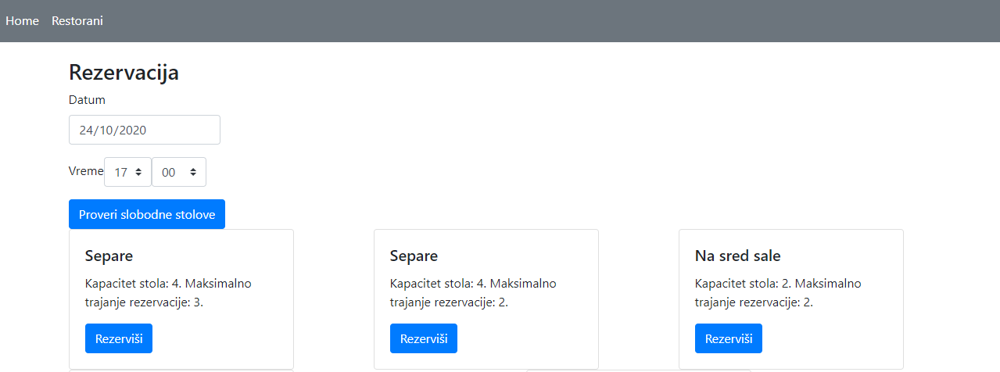 Home Restorani
Rezervacija
Datum
24/10/2020
Vreme 17 00
Proveri slobodne stolove
Separe
Kapacitet stola: 4. Maksimalno
trajanje rezervacije: 3.
Rezerviši
Separe
Kapacitet stola: 4. Maksimalno
trajanje rezervacije: 2.
Rezerviši
Na sred sale
Kapacitet stola: 2. Maksimalno
trajanje rezervacije: 2.
Rezerviši